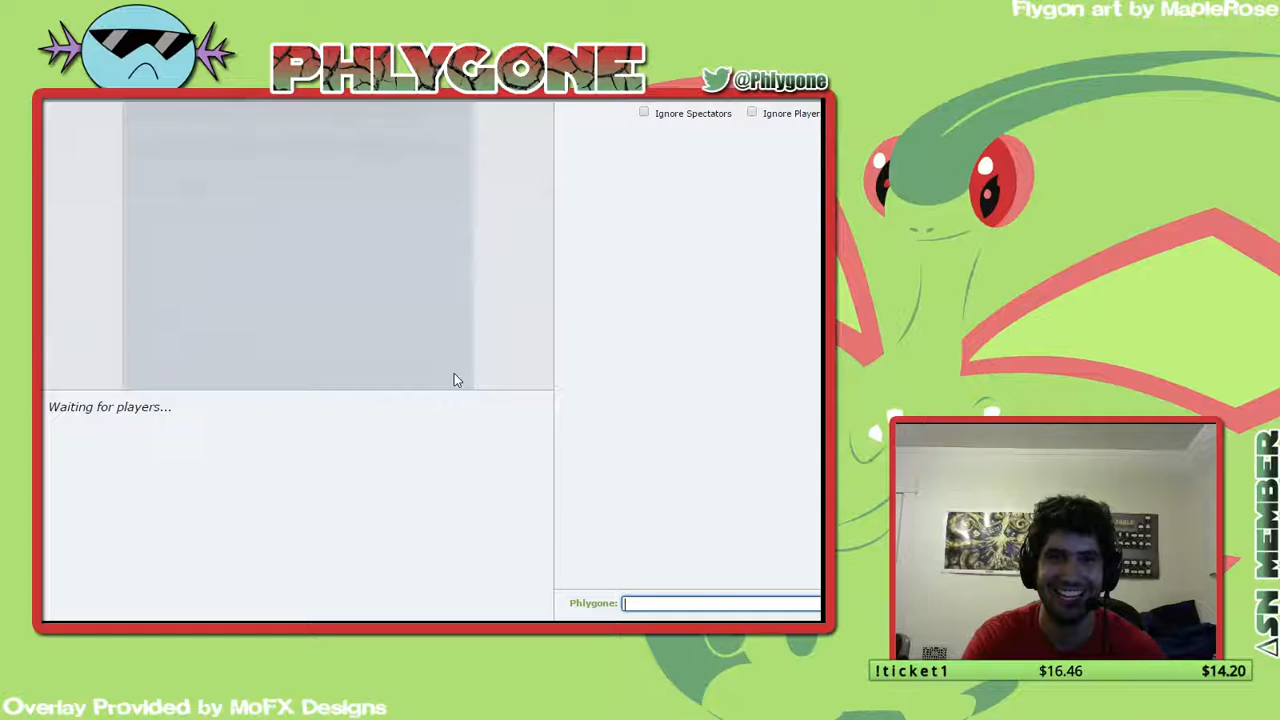 Flygon art by MapleRose
PHLYGONE
@Phlygone
Ignore Spectators
Ignore Player
Waiting for players...
Phlygone:
ASN MEMBER
!ticket1 $16.46 $14.20
Overlay Provided by MoFX Designs